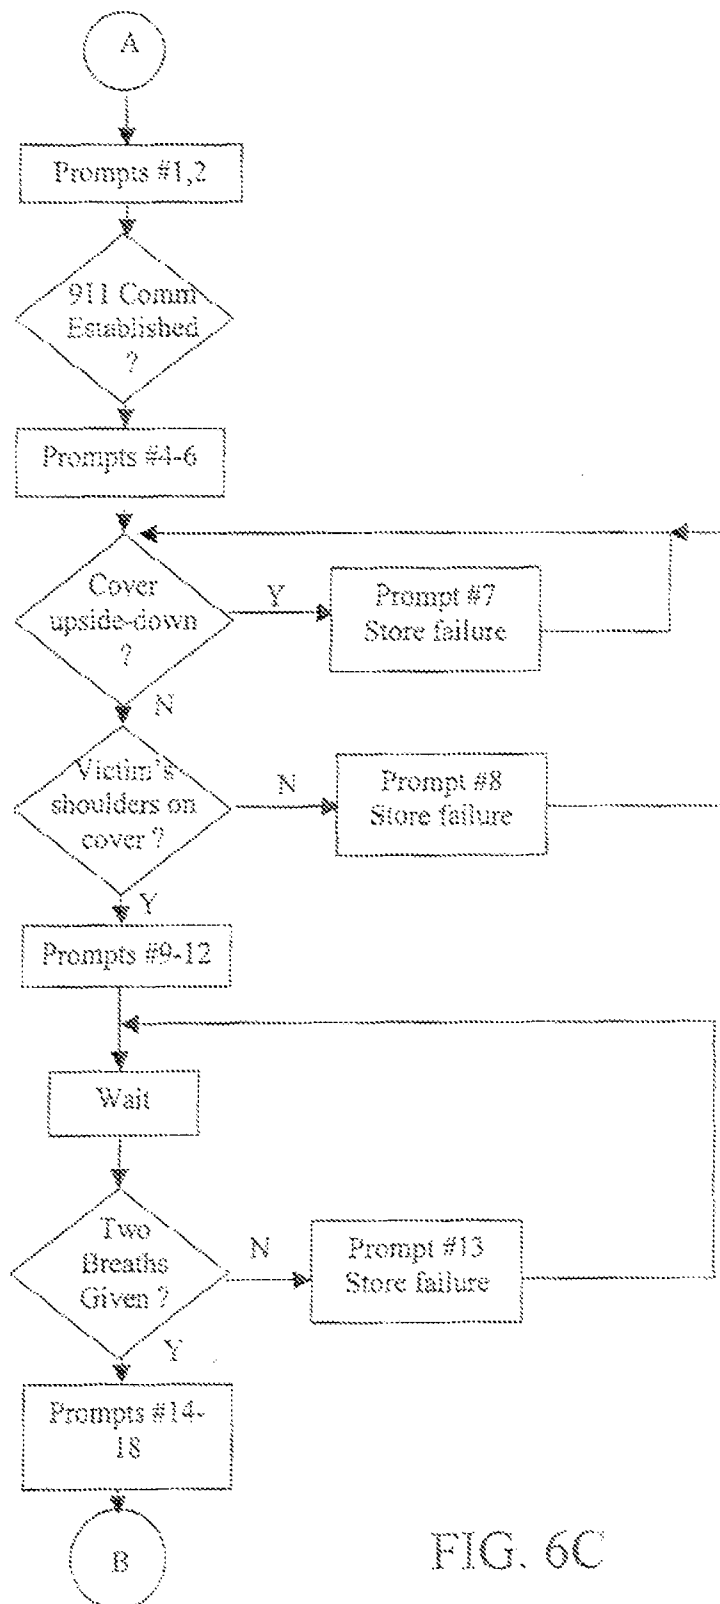 A
Prompts #1,2
911 Comm
Established
?
Prompts #4-6
Cover
upside-down
?
Y
Prompt #7
Store failure
N
Victim's
shoulders on
cover ?
N
Prompt #8
Store failure
Y
Prompts #9-12
Wait
Two
Breaths
Given ?
N
Prompt #13
Store failure
Y
Prompts #14-
18
B
FIG. 6C